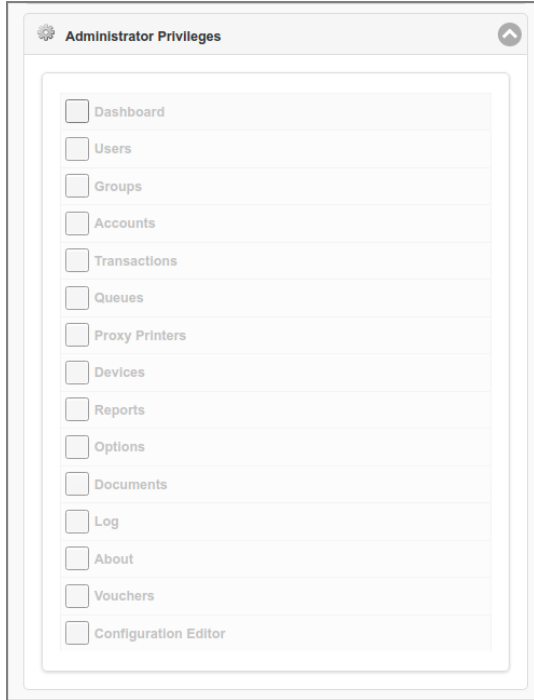 Administrator Privileges
Dashboard
Users
Groups
Accounts
Transactions
Queues
Proxy Printers
Devices
Reports
Options
Documents
Log
About
Vouchers
Configuration Editor